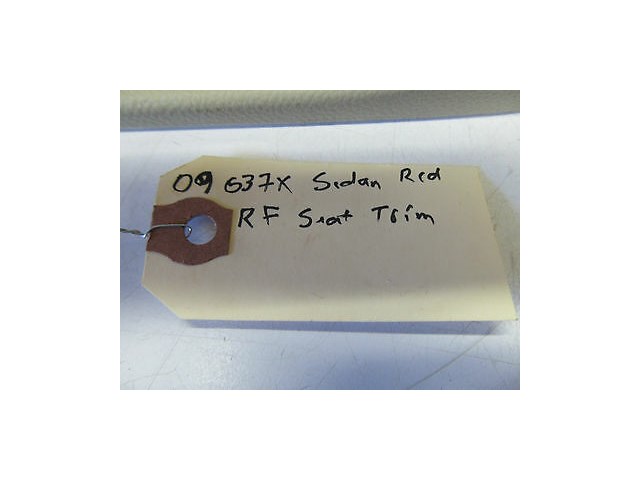 09 G37X Sedan Red
RF Seat Trim